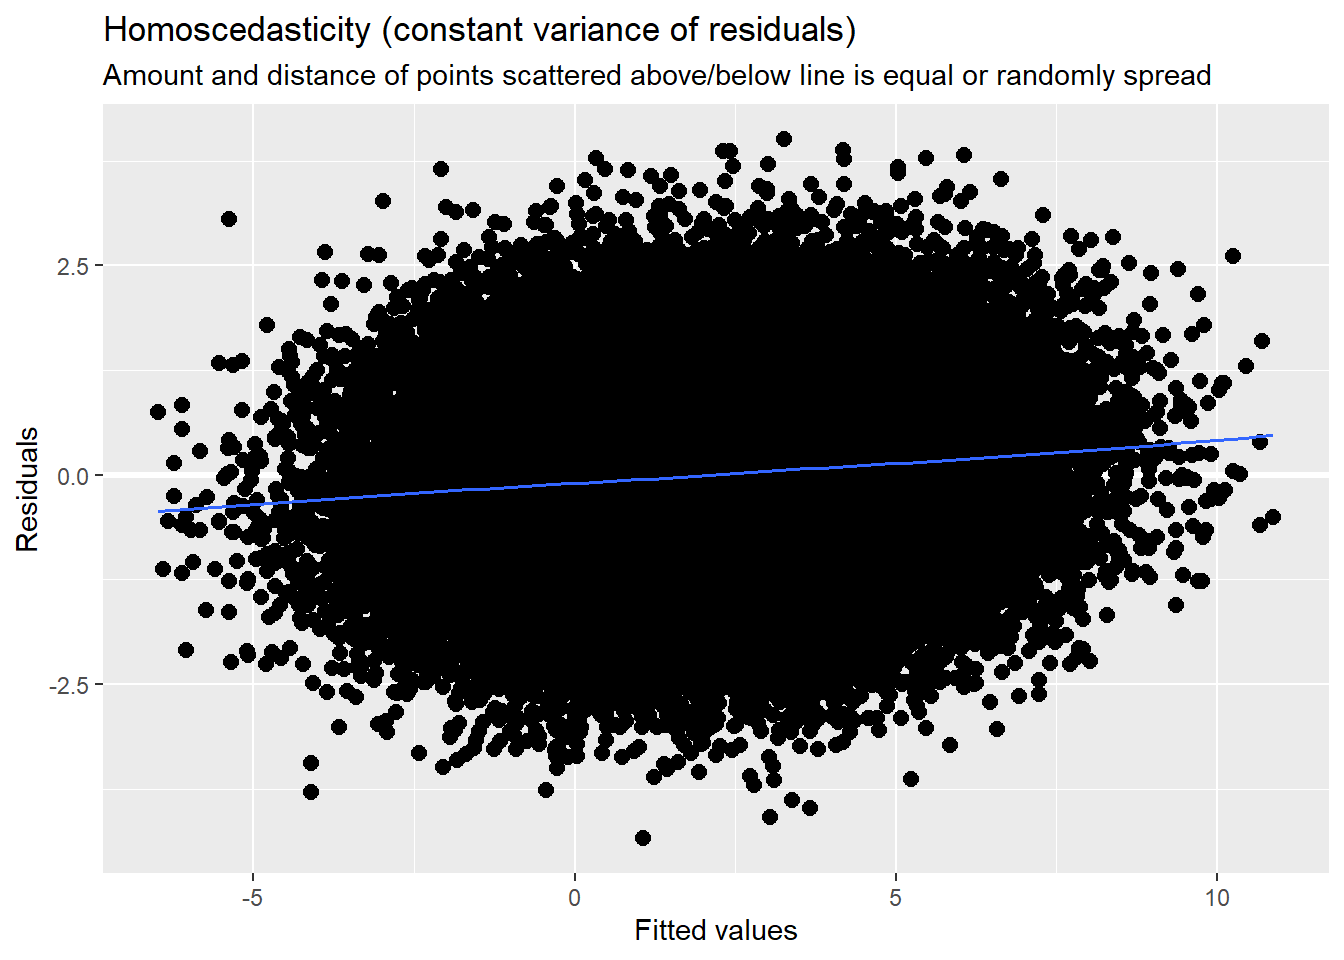 Homoscedasticity (constant variance of residuals)
Amount and distance of points scattered above/below line is equal or randomly spread
Residuals
2.5
0.0
-2.5
-5
0
5
10
Fitted values